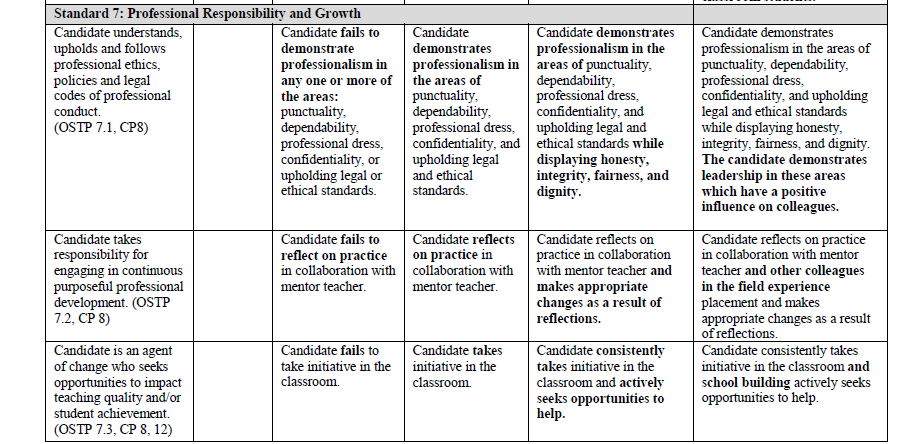 Standard 7: Professional Responsibility and Growth
Candidate understands,
upholds and follows
professional ethics,
policies and legal
codes of professional
conduct.
(OSTP 7.1, CP8)
Candidate fails to
demonstrate
professionalism in
any one or more of
the areas:
punctuality,
dependability,
professional dress,
confidentiality, or
upholding legal or
ethical standards.
Candidate
demonstrates
professionalism in
the areas of
punctuality,
dependability,
professional dress,
confidentiality, and
upholding legal
and ethical
standards.
Candidate demonstrates
professionalism in the
areas of punctuality,
dependability,
professional dress,
confidentiality, and
upholding legal and
ethical standards while
displaying honesty,
integrity, fairness, and
dignity.
Candidate demonstrates
professionalism in the areas of
punctuality, dependability,
professional dress,
confidentiality, and upholding
legal and ethical standards
while displaying honesty,
integrity, fairness, and dignity.
The candidate demonstrates
leadership in these areas
which have a positive
influence on colleagues.
Candidate takes
responsibility for
engaging in continuous
purposeful professional
development. (OSTP
7.2, CP 8)
Candidate fails to
reflect on practice
in collaboration with
mentor teacher.
Candidate reflects
on practice in
collaboration with
mentor teacher.
Candidate reflects on
practice in collaboration
with mentor teacher and
makes appropriate
changes as a result of
reflections.
Candidate reflects on practice
in collaboration with mentor
teacher and other colleagues
in the field experience
placement and makes
appropriate changes as a result
of reflections.
Candidate is an agent
of change who seeks
opportunities to impact
teaching quality and/or
student achievement.
(OSTP 7.3, CP 8, 12)
Candidate fails to
take initiative in the
classroom.
Candidate takes
initiative in the
classroom.
Candidate consistently
takes initiative in the
classroom and actively
seeks opportunities to
help.
Candidate consistently takes
initiative in the classroom and
school building actively seeks
opportunities to help.